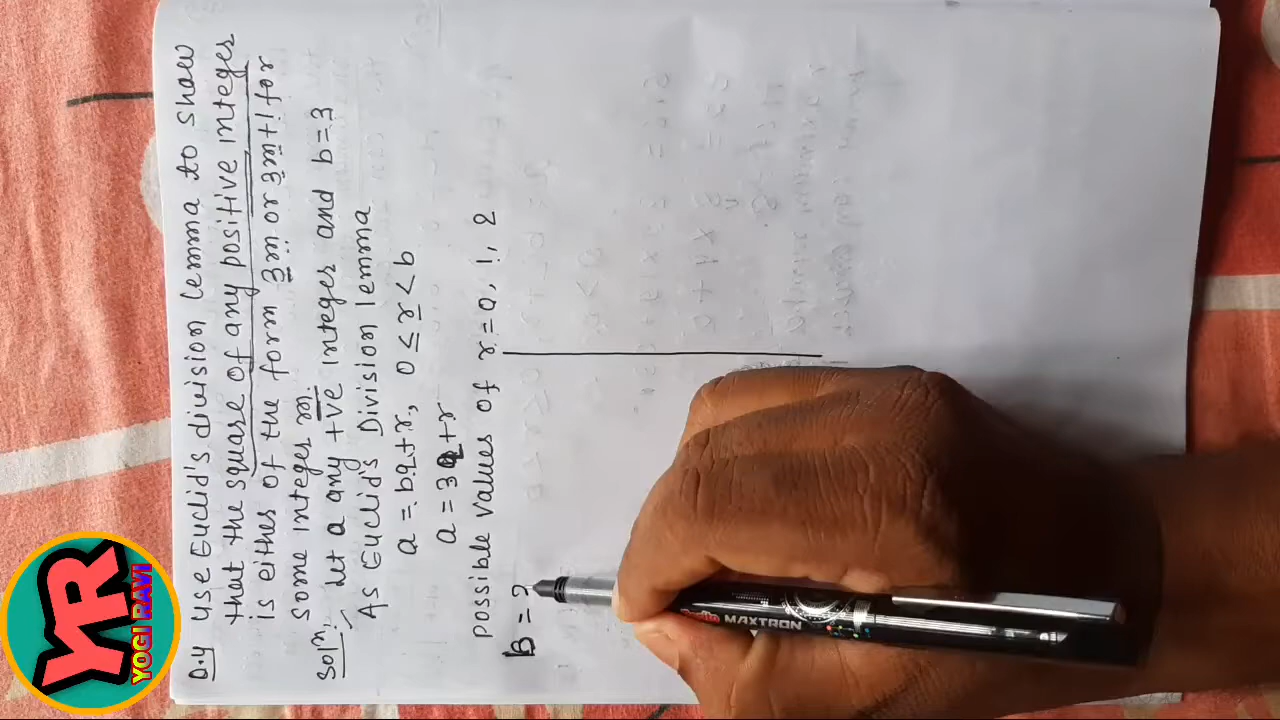 Q.4 Use Euclid's division lemma to show
that the square of any positive integer
is either of the form 3m or 3m+1 for
some integer m.
Solⁿ, Let a any +ve integer and b=3
As Euclid's Division lemma
a = b.q+r, 0 ≤ r < b
a = 3q+r
possible values of r = 0, 1, 2
B = ?
MAXTRON
YR
YOGI RAVI